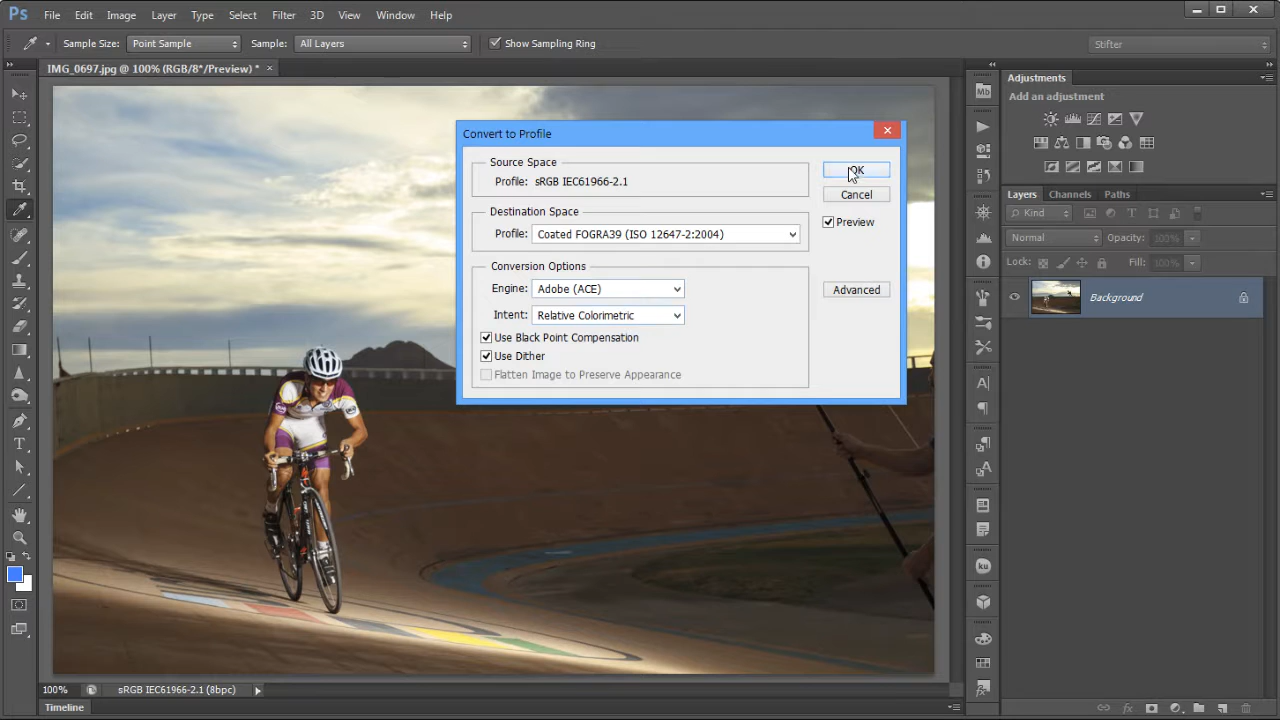 Ps File Edit Image Layer Type Select Filter 3D View Window Help
Sample Size: Point Sample Sample: All Layers Show Sampling Ring Stifter
IMG_0697.jpg @ 100% (RGB/8*/Preview) * ×
Convert to Profile
Source Space
Profile: sRGB IEC61966-2.1
OK
Cancel
Destination Space
Profile: Coated FOGRA39 (ISO 12647-2:2004)
Preview
Conversion Options
Engine: Adobe (ACE)
Advanced
Intent: Relative Colorimetric
Use Black Point Compensation
Use Dither
Flatten Image to Preserve Appearance
Mb
ku
Adjustments
Add an adjustment
Layers Channels Paths
Kind
Normal Opacity: 100%
Lock: Fill: 100%
Background
100% sRGB IEC61966-2.1 (8bpc)
Timeline